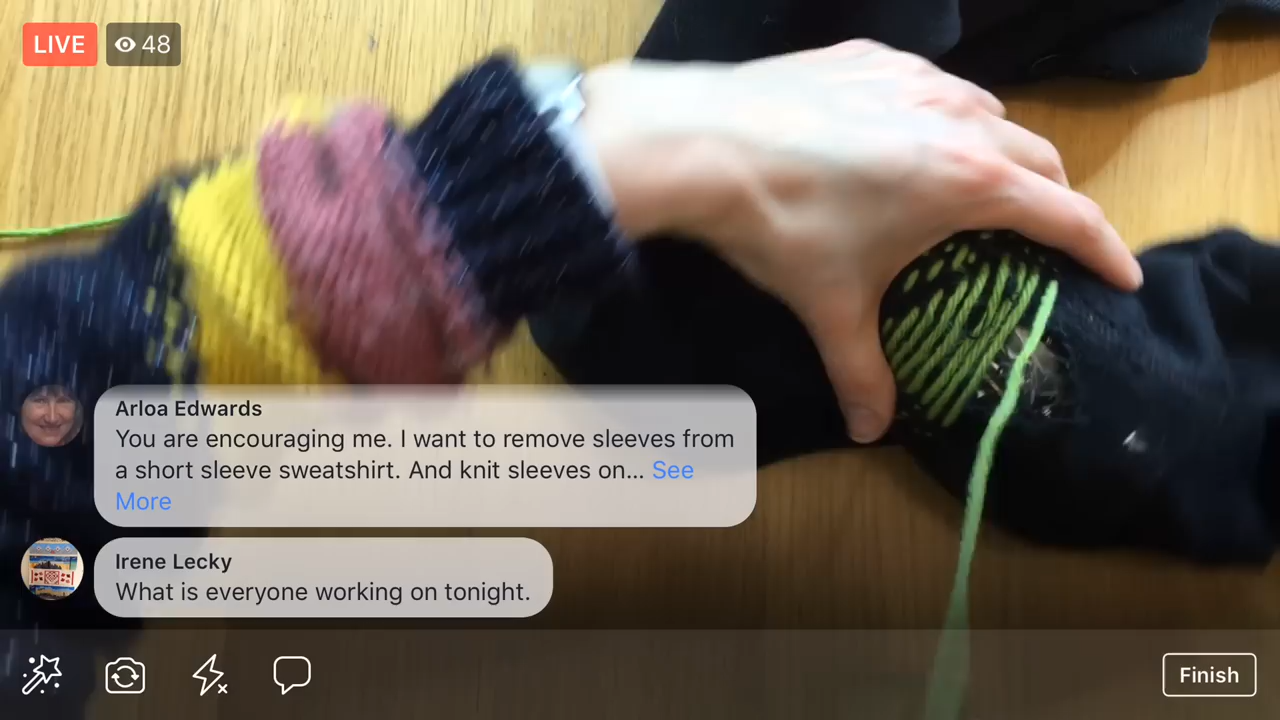 LIVE 48
Arloa Edwards
You are encouraging me. I want to remove sleeves from
a short sleeve sweatshirt. And knit sleeves on... See
More
Irene Lecky
What is everyone working on tonight.
Finish